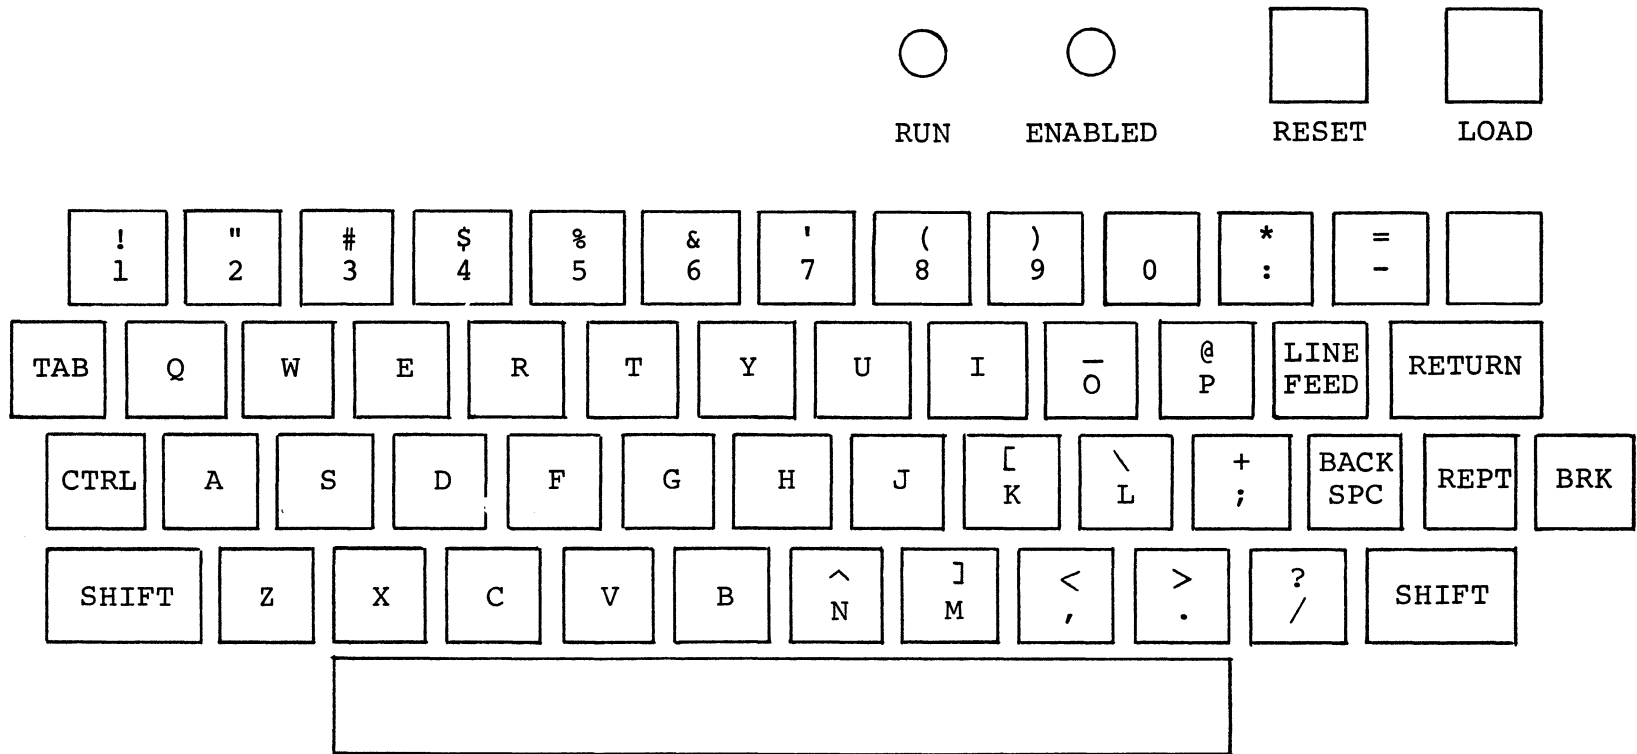 RUN ENABLED RESET LOAD
! " # $ % & ' ( ) * =
1 2 3 4 5 6 7 8 9 0 : -
_ @ LINE
TAB Q W E R T Y U I O P FEED RETURN
[ \ + BACK
CTRL A S D F G H J K L ; SPC REPT BRK
^ ] < > ?
SHIFT Z X C V B N M , . / SHIFT